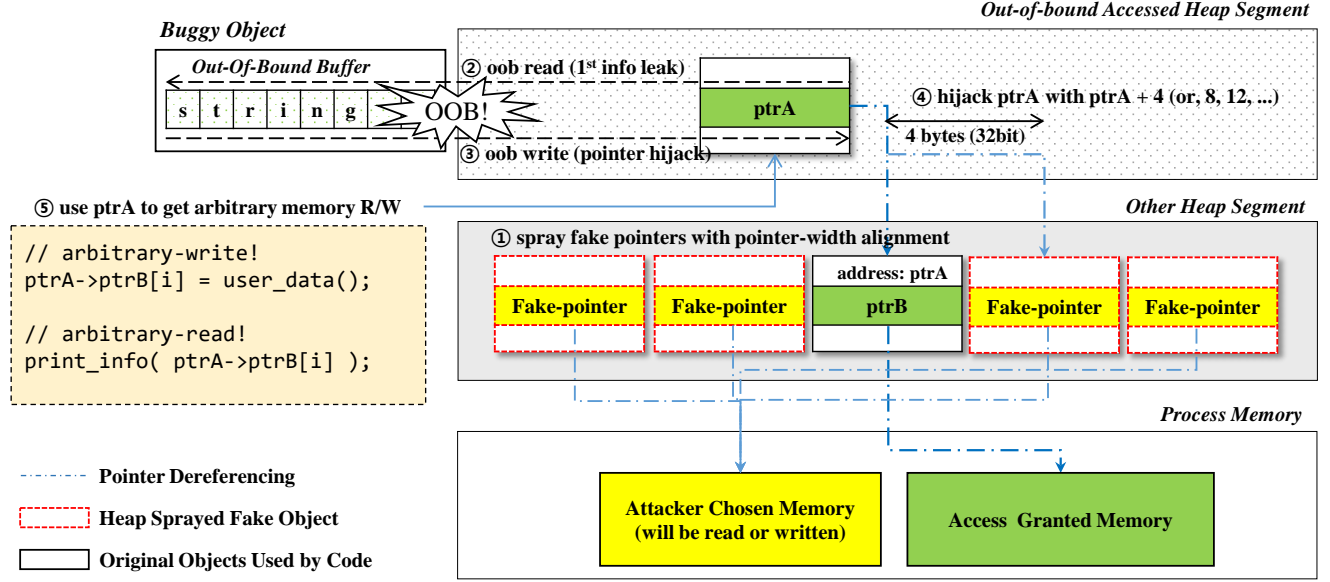 Out-of-bound Accessed Heap Segment
Buggy Object
Out-Of-Bound Buffer
s t r i n g
OOB!
② oob read (1st info leak)
③ oob write (pointer hijack)
ptrA
④ hijack ptrA with ptrA + 4 (or, 8, 12, ...)
4 bytes (32bit)
⑤ use ptrA to get arbitrary memory R/W
// arbitrary-write!
ptrA->ptrB[i] = user_data();
// arbitrary-read!
print_info( ptrA->ptrB[i] );
Other Heap Segment
① spray fake pointers with pointer-width alignment
address: ptrA
Fake-pointer
Fake-pointer
ptrB
Fake-pointer
Fake-pointer
Process Memory
Attacker Chosen Memory
(will be read or written)
Access Granted Memory
Pointer Dereferencing
Heap Sprayed Fake Object
Original Objects Used by Code